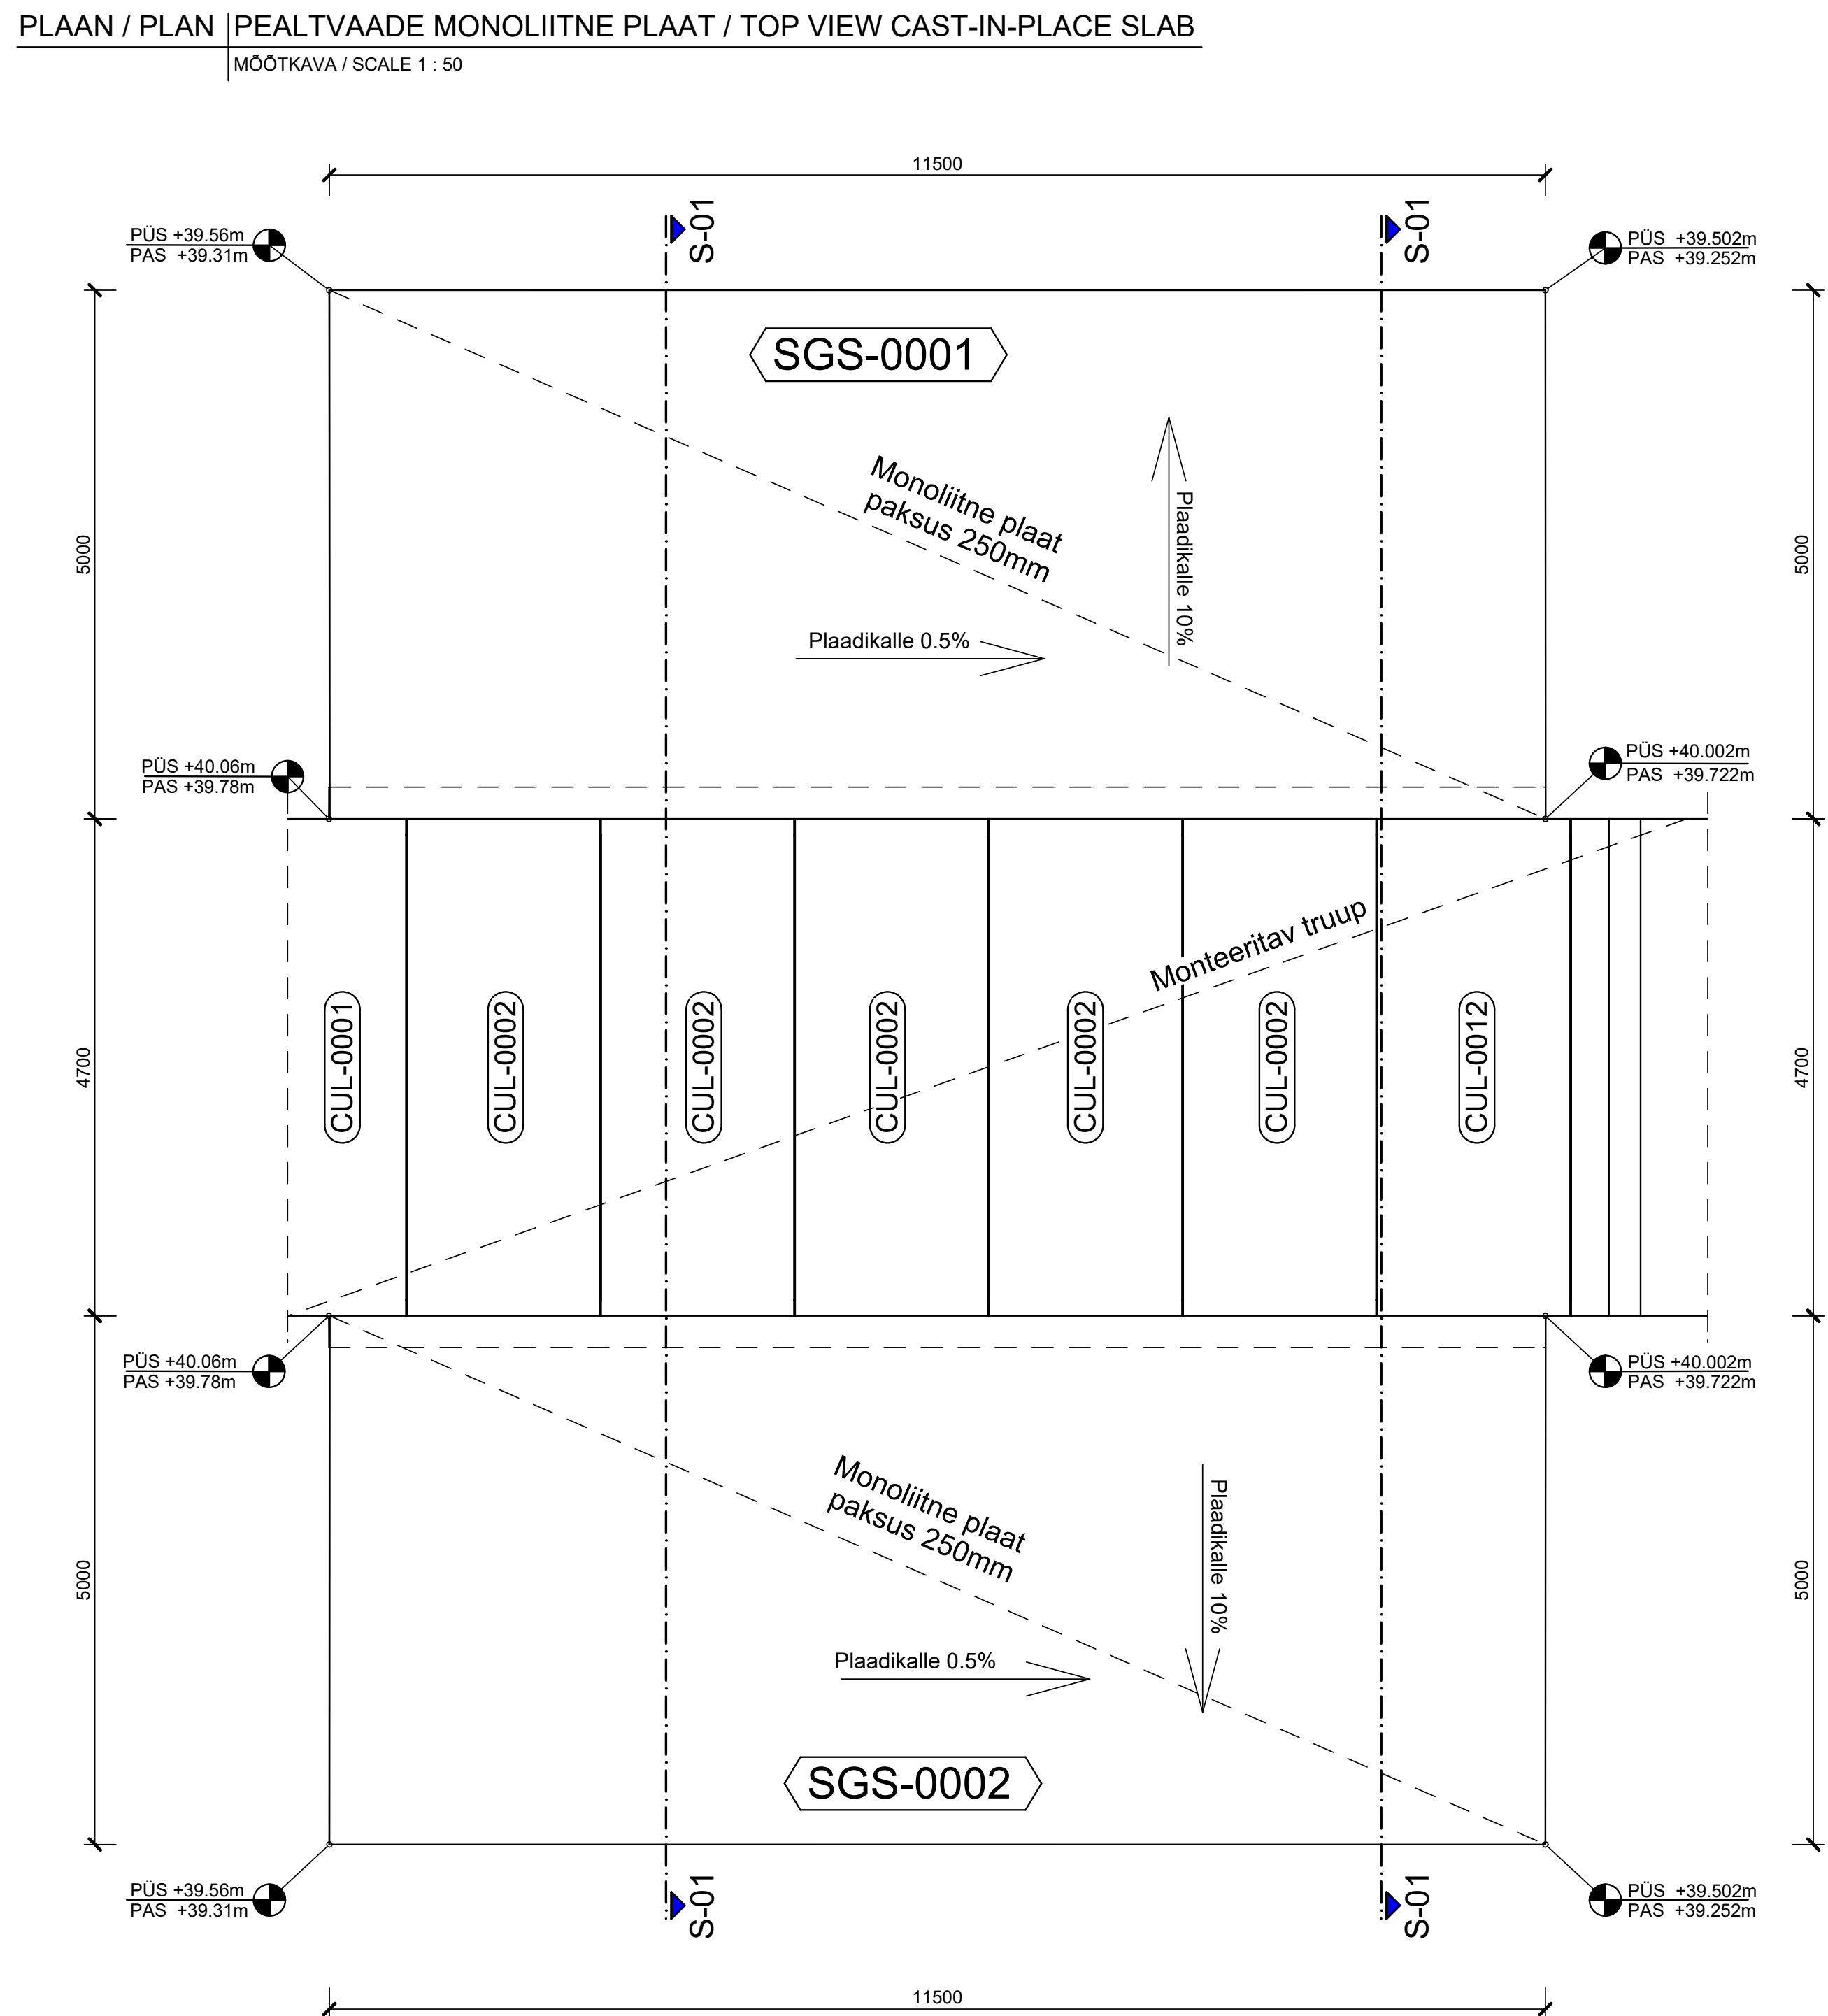 PLAAN / PLAN PEALTVAADE MONOLIITNE PLAAT / TOP VIEW CAST-IN-PLACE SLAB
MÕÕTKAVA / SCALE 1 : 50
11500
S-01
S-01
PÜS +39.56m
PAS +39.31m
PÜS +39.502m
PAS +39.252m
SGS-0001
Monoliitne plaat
paksus 250mm
Plaadikalle 10%
Plaadikalle 0.5%
5000
5000
PÜS +40.06m
PAS +39.78m
PÜS +40.002m
PAS +39.722m
Monteeritav truup
CUL-0001
CUL-0002
CUL-0002
CUL-0002
CUL-0002
CUL-0002
CUL-0012
4700
4700
PÜS +40.06m
PAS +39.78m
PÜS +40.002m
PAS +39.722m
Monoliitne plaat
paksus 250mm
Plaadikalle 10%
Plaadikalle 0.5%
5000
5000
SGS-0002
PÜS +39.56m
PAS +39.31m
PÜS +39.502m
PAS +39.252m
S-01
S-01
11500